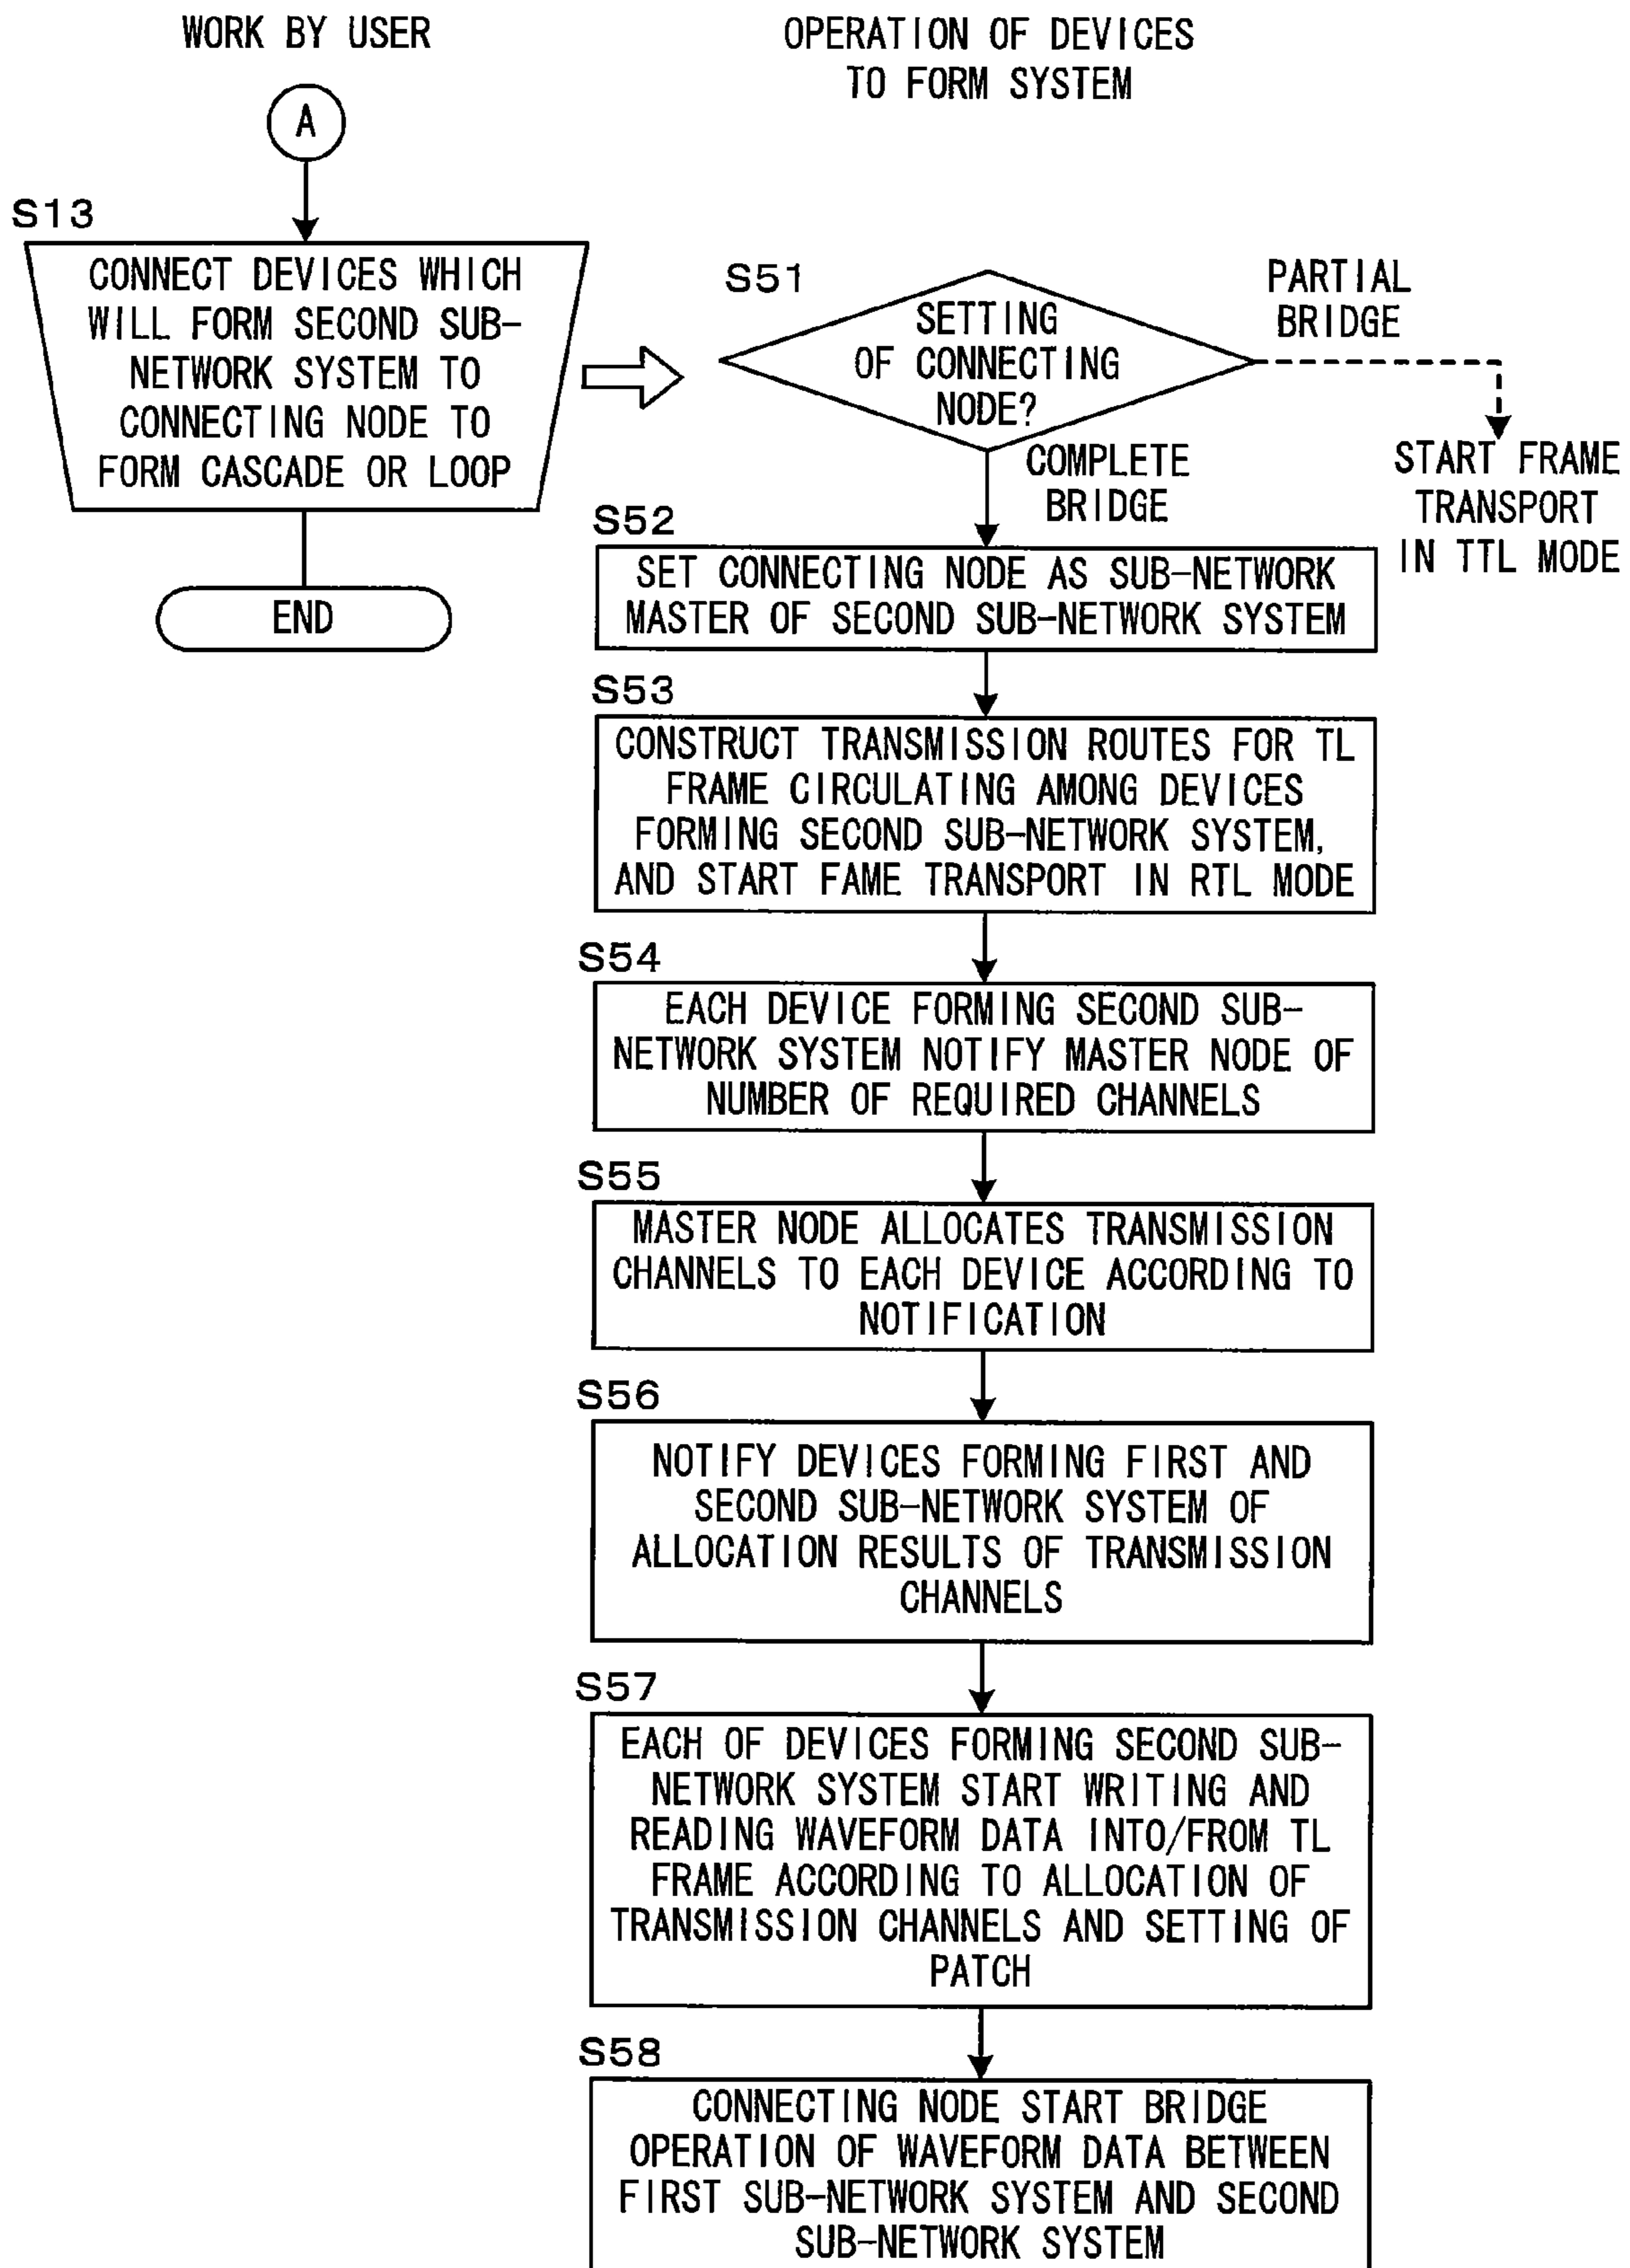 WORK BY USER
OPERATION OF DEVICES
TO FORM SYSTEM
A
S13
CONNECT DEVICES WHICH
WILL FORM SECOND SUB-
NETWORK SYSTEM TO
CONNECTING NODE TO
FORM CASCADE OR LOOP
END
S51
SETTING
OF CONNECTING
NODE?
PARTIAL
BRIDGE
START FRAME
TRANSPORT
IN TTL MODE
COMPLETE
BRIDGE
S52
SET CONNECTING NODE AS SUB-NETWORK
MASTER OF SECOND SUB-NETWORK SYSTEM
S53
CONSTRUCT TRANSMISSION ROUTES FOR TL
FRAME CIRCULATING AMONG DEVICES
FORMING SECOND SUB-NETWORK SYSTEM,
AND START FAME TRANSPORT IN RTL MODE
S54
EACH DEVICE FORMING SECOND SUB-
NETWORK SYSTEM NOTIFY MASTER NODE OF
NUMBER OF REQUIRED CHANNELS
S55
MASTER NODE ALLOCATES TRANSMISSION
CHANNELS TO EACH DEVICE ACCORDING TO
NOTIFICATION
S56
NOTIFY DEVICES FORMING FIRST AND
SECOND SUB-NETWORK SYSTEM OF
ALLOCATION RESULTS OF TRANSMISSION
CHANNELS
S57
EACH OF DEVICES FORMING SECOND SUB-
NETWORK SYSTEM START WRITING AND
READING WAVEFORM DATA INTO/FROM TL
FRAME ACCORDING TO ALLOCATION OF
TRANSMISSION CHANNELS AND SETTING OF
PATCH
S58
CONNECTING NODE START BRIDGE
OPERATION OF WAVEFORM DATA BETWEEN
FIRST SUB-NETWORK SYSTEM AND SECOND
SUB-NETWORK SYSTEM